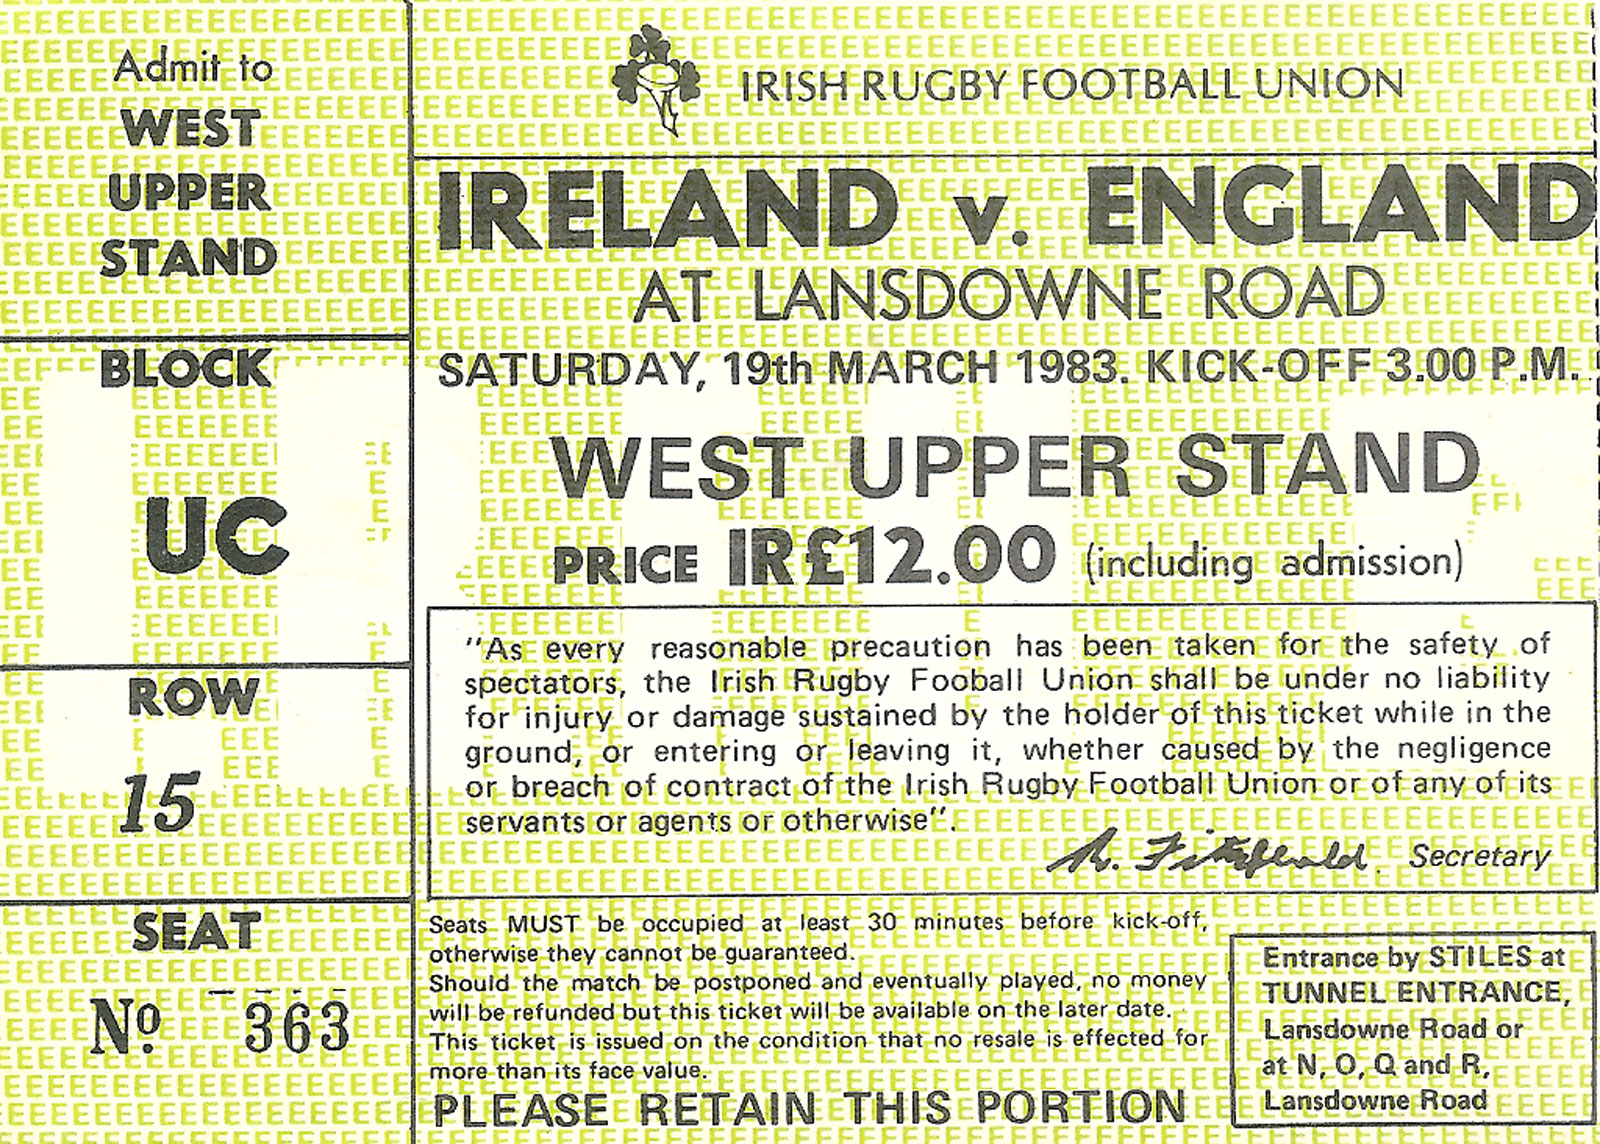 Admit to
WEST
UPPER
STAND
BLOCK
UC
ROW
15
SEAT
Nº 363
IRISH RUGBY FOOTBALL UNION
IRELAND v. ENGLAND
AT LANSDOWNE ROAD
SATURDAY, 19th MARCH 1983. KICK-OFF 3.00 P.M.
WEST UPPER STAND
PRICE IR£12.00 (including admission)
"As every reasonable precaution has been taken for the safety of
spectators, the Irish Rugby Fooball Union shall be under no liability
for injury or damage sustained by the holder of this ticket while in the
ground, or entering or leaving it, whether caused by the negligence
or breach of contract of the Irish Rugby Football Union or of any of its
servants or agents or otherwise".
Fitzgerald. Secretary
Seats MUST be occupied at least 30 minutes before kick-off,
otherwise they cannot be guaranteed.
Should the match be postponed and eventually played, no money
will be refunded but this ticket will be available on the later date.
This ticket is issued on the condition that no resale is effected for
more than its face value.
PLEASE RETAIN THIS PORTION
Entrance by STILES at
TUNNEL ENTRANCE,
Lansdowne Road or
at N, O, Q and R,
Lansdowne Road